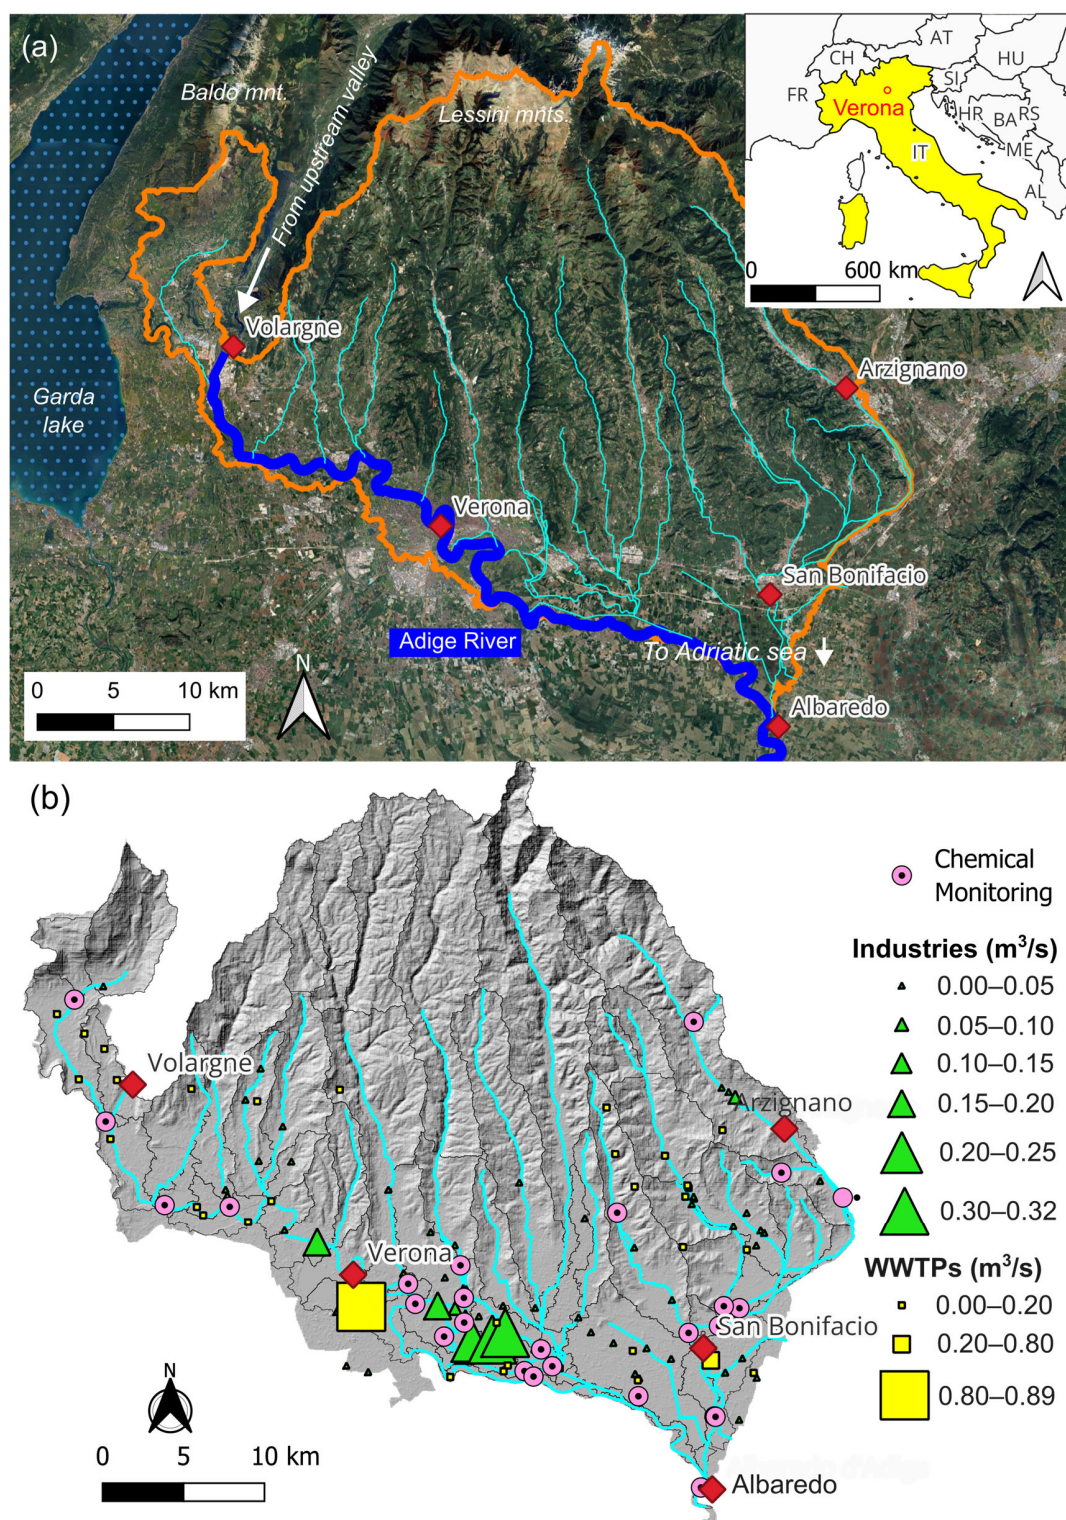 (a)
Baldo mnt.
From upstream valley
Lessini mnts.
Volargne
Garda
lake
Verona
Arzignano
San Bonifacio
Adige River
To Adriatic sea
Albaredo
0 5 10 km
N
AT
CH
HU
SI
FR
HR
BA
RS
Verona
IT
ME
AL
0 600 km
(b)
Chemical
Monitoring
Industries (m³/s)
0.00–0.05
0.05–0.10
0.10–0.15
0.15–0.20
0.20–0.25
0.30–0.32
WWTPs (m³/s)
0.00–0.20
0.20–0.80
0.80–0.89
Volargne
Arzignano
Verona
San Bonifacio
Albaredo
N
0 5 10 km